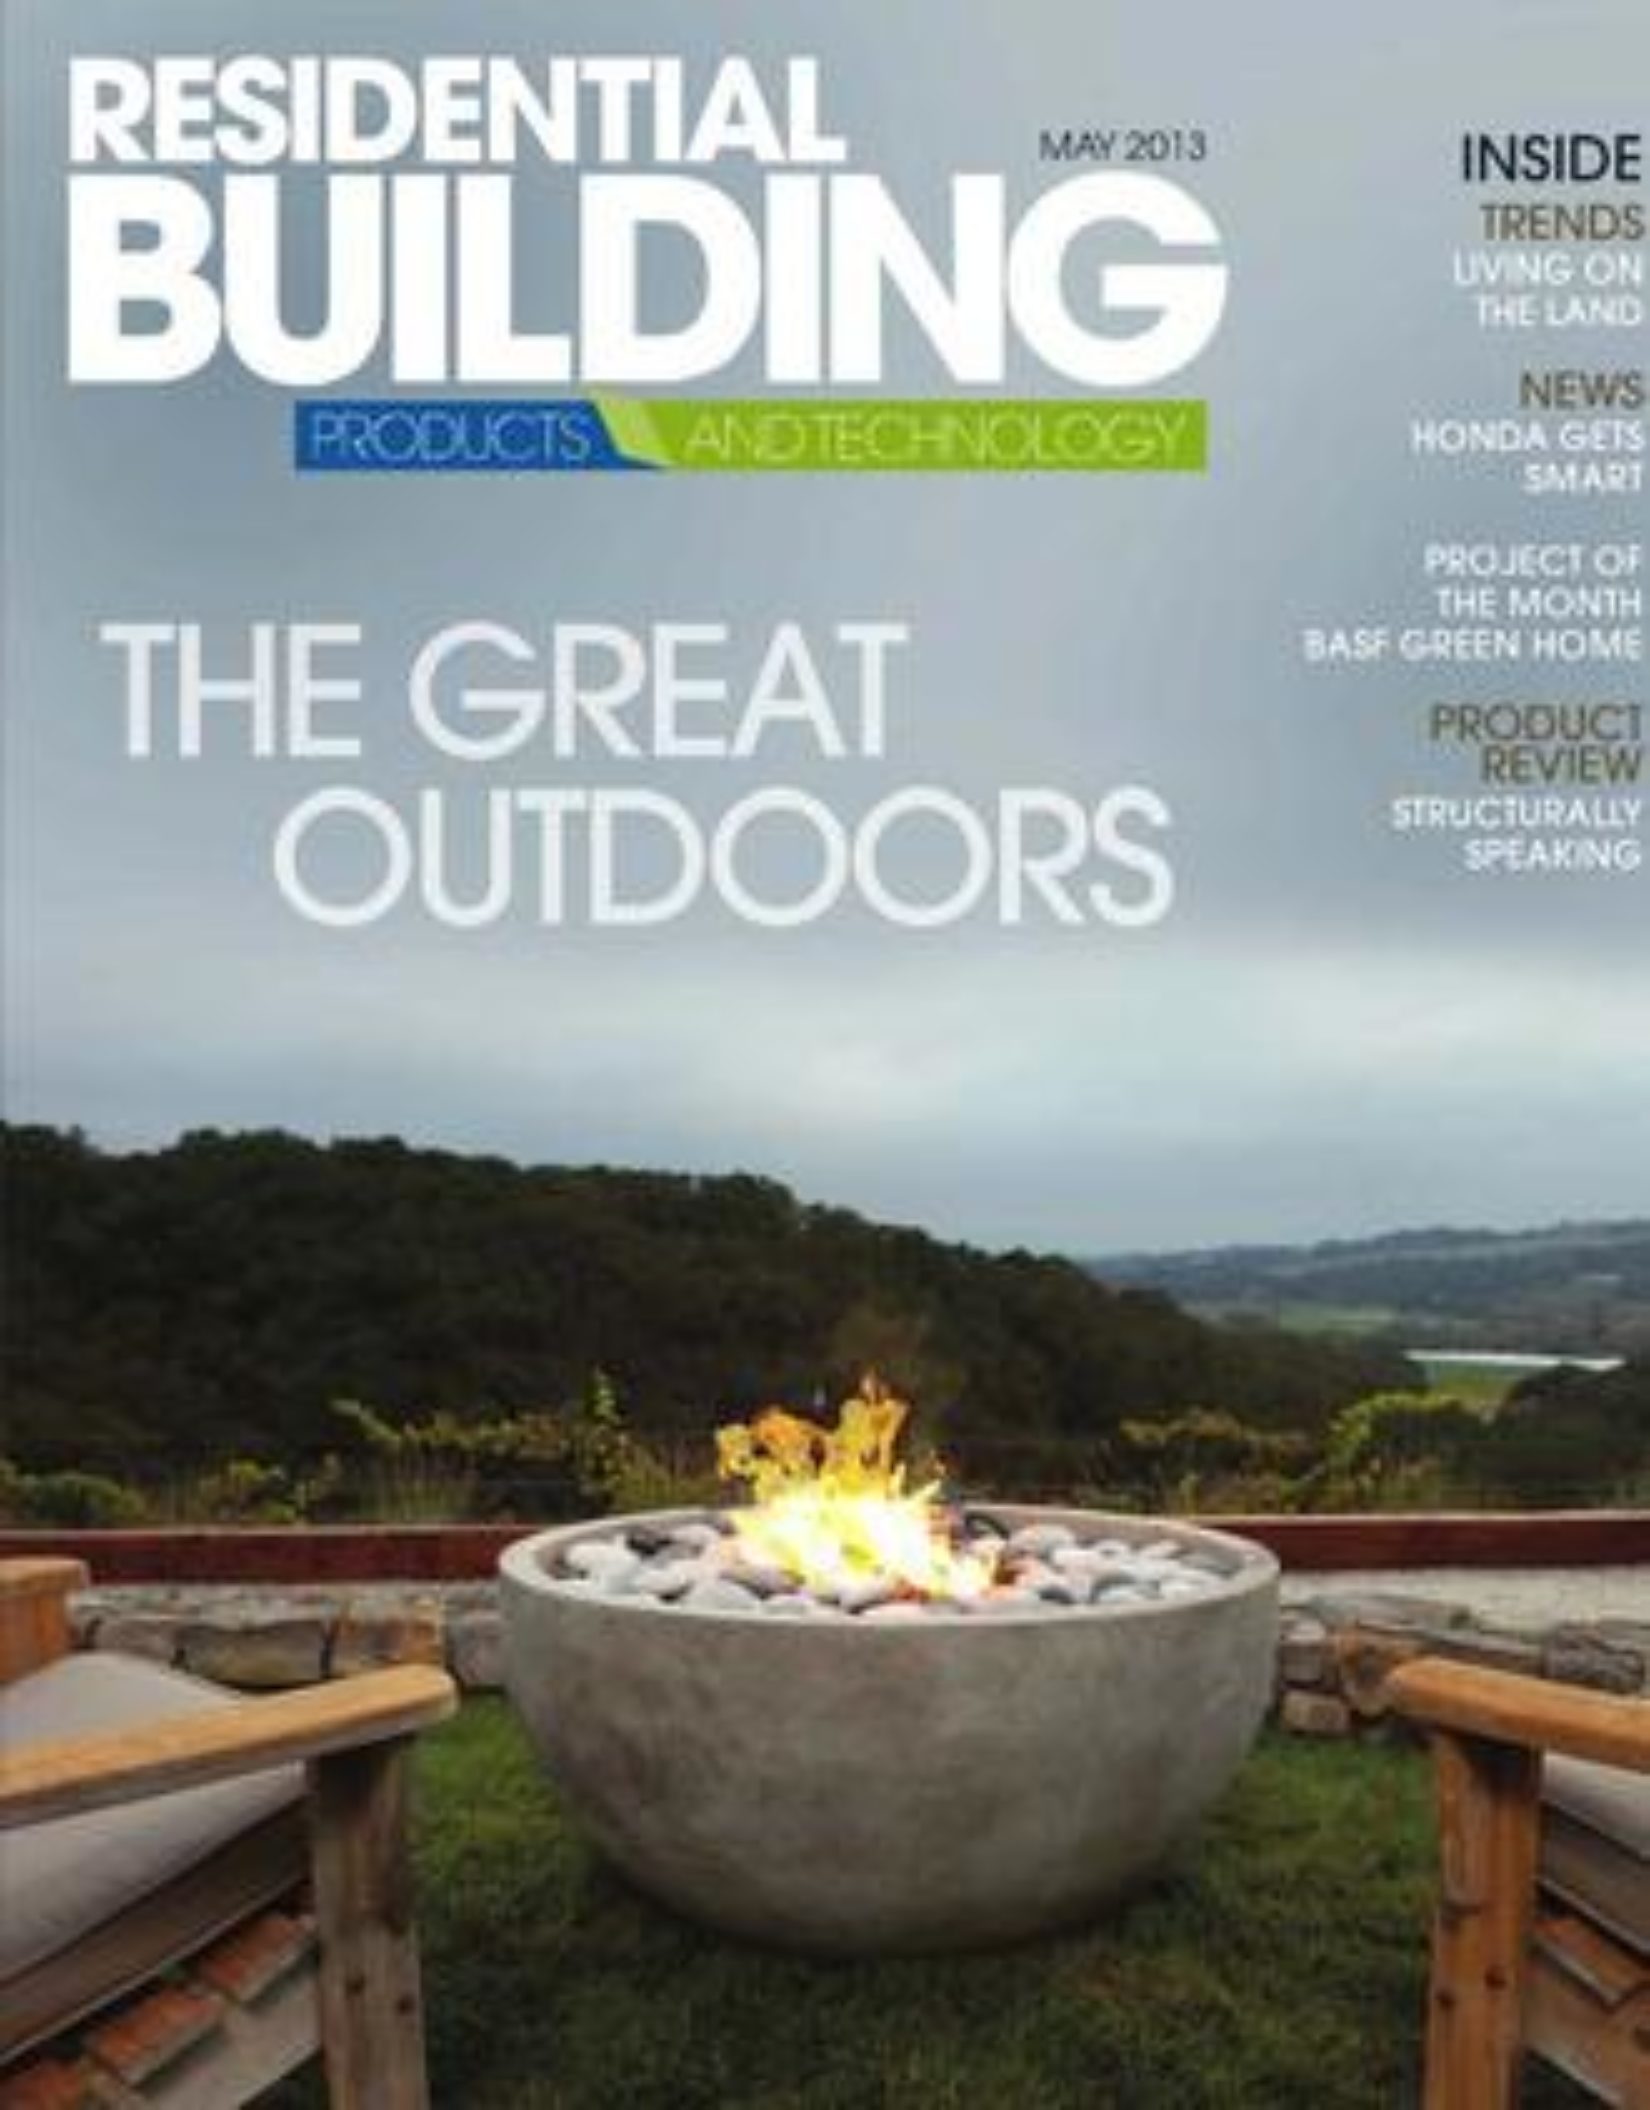 RESIDENTIAL
MAY 2013
BUILDING
PRODUCTS AND TECHNOLOGY
THE GREAT
OUTDOORS
INSIDE
TRENDS
LIVING ON
THE LAND
NEWS
HONDA GETS
SMART
PROJECT OF
THE MONTH
BASF GREEN HOME
PRODUCT
REVIEW
STRUCTURALLY
SPEAKING